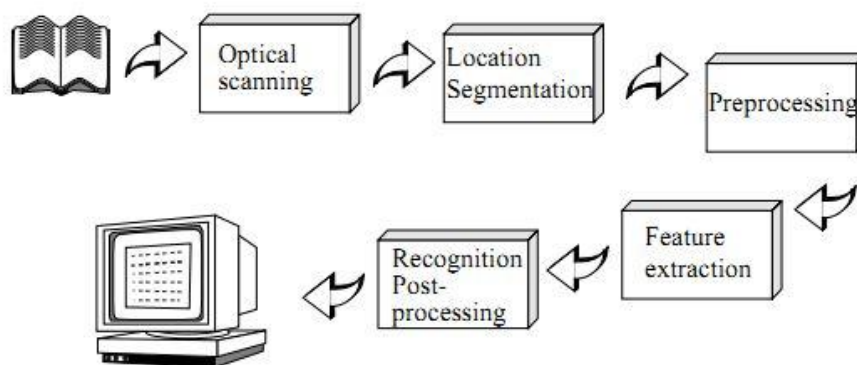 Optical
scanning
Location
Segmentation
Preprocessing
Feature
extraction
Recognition
Post-
processing